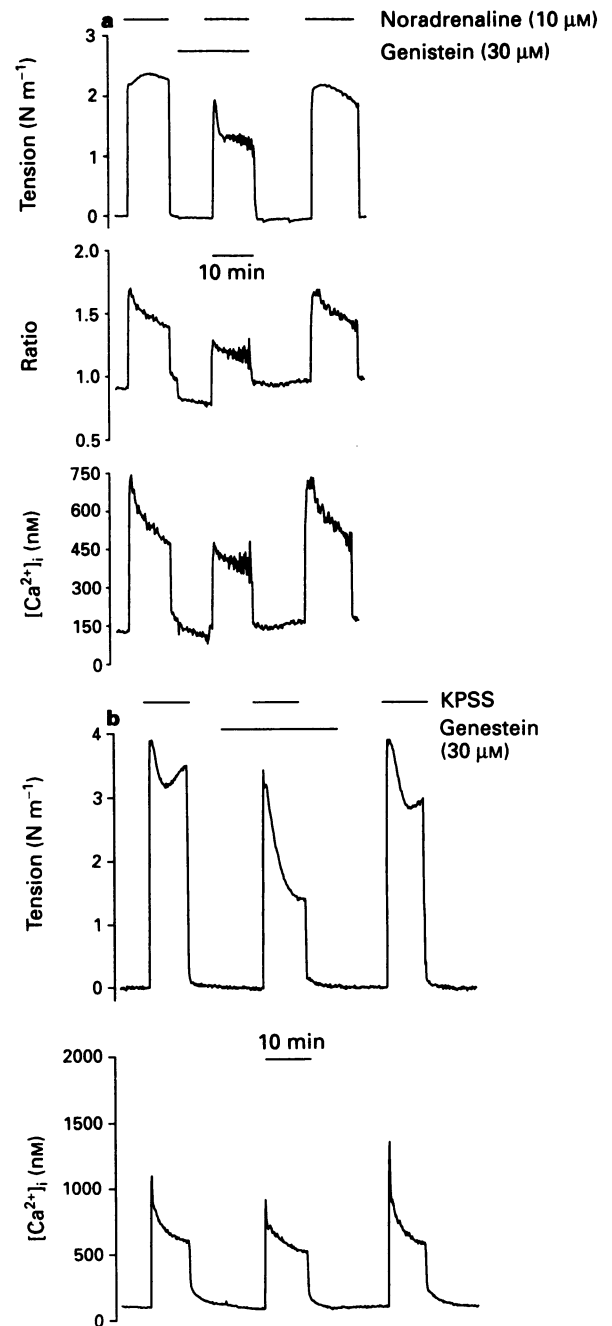 a
Noradrenaline (10 µM)
Genistein (30 µM)
Tension (N m⁻¹)
3
2
1
0
10 min
Ratio
2.0
1.5
1.0
0.5
[Ca²⁺]ᵢ (nM)
750
600
450
300
150
0
b
KPSS
Genestein
(30 µM)
Tension (N m⁻¹)
4
3
2
1
0
10 min
[Ca²⁺]ᵢ (nM)
2000
1500
1000
500
0